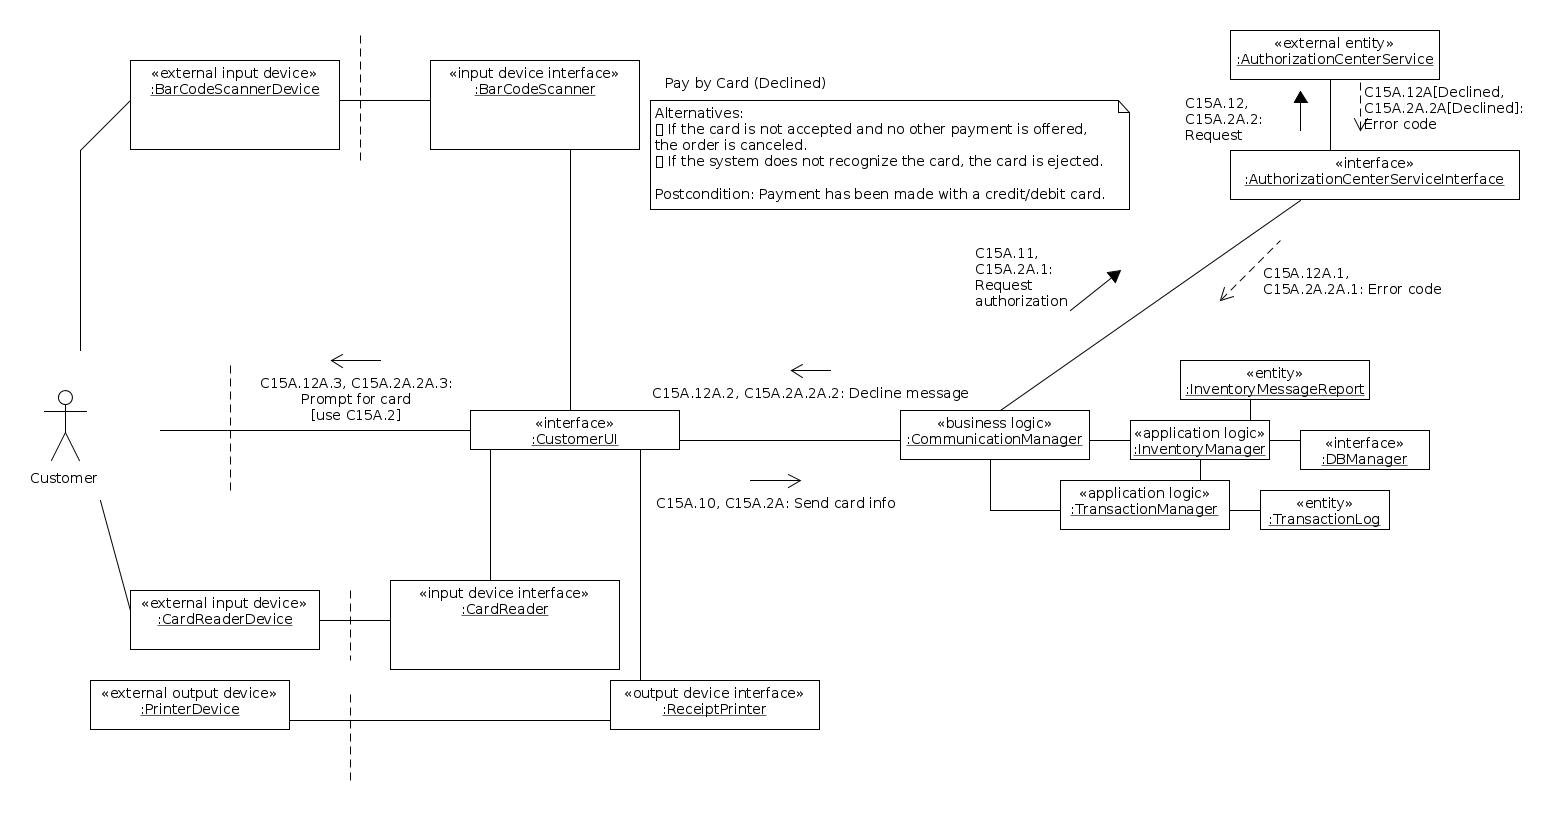 «external input device»
:BarCodeScannerDevice
«input device interface»
:BarCodeScanner
Pay by Card (Declined)
Alternatives:
▯ If the card is not accepted and no other payment is offered,
the order is canceled.
▯ If the system does not recognize the card, the card is ejected.
Postcondition: Payment has been made with a credit/debit card.
«external entity»
:AuthorizationCenterService
C15A.12,
C15A.2A.2:
Request
C15A.12A[Declined,
C15A.2A.2A[Declined]:
Error code
«interface»
:AuthorizationCenterServiceInterface
C15A.11,
C15A.2A.1:
Request
authorization
C15A.12A.1,
C15A.2A.2A.1: Error code
C15A.12A.3, C15A.2A.2A.3:
Prompt for card
[use C15A.2]
C15A.12A.2, C15A.2A.2A.2: Decline message
Customer
«interface»
:CustomerUI
«business logic»
:CommunicationManager
«entity»
:InventoryMessageReport
«application logic»
:InventoryManager
«interface»
:DBManager
C15A.10, C15A.2A: Send card info
«application logic»
:TransactionManager
«entity»
:TransactionLog
«external input device»
:CardReaderDevice
«input device interface»
:CardReader
«external output device»
:PrinterDevice
«output device interface»
:ReceiptPrinter